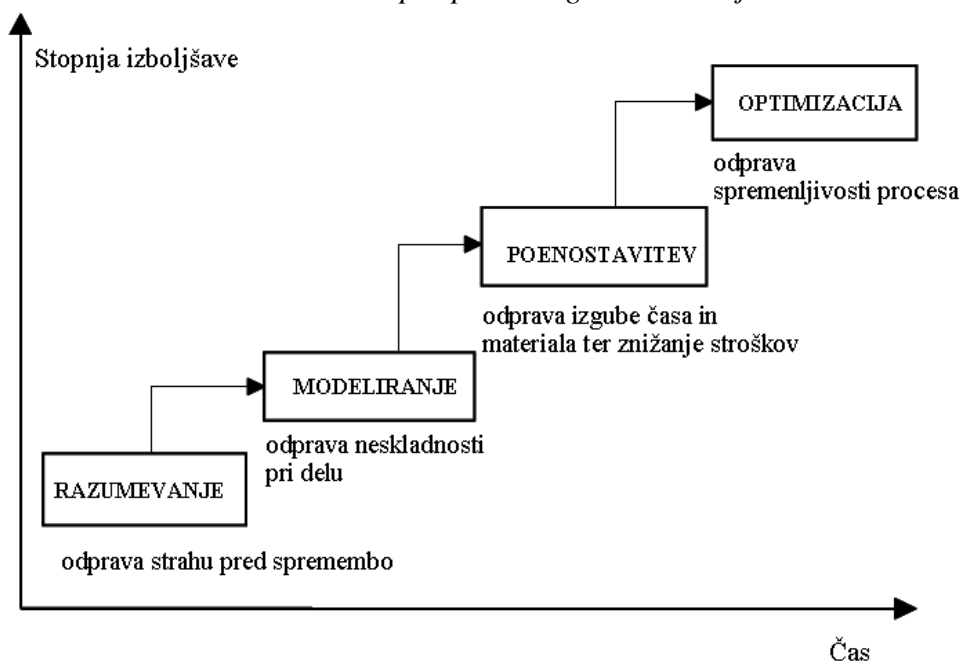 Stopnja izboljšave
OPTIMIZACIJA
odprava
spremenljivosti procesa
POENOSTAVITEV
odprava izgube časa in
materiala ter znižanje stroškov
MODELIRANJE
odprava neskladnosti
pri delu
RAZUMEVANJE
odprava strahu pred spremembo
Čas